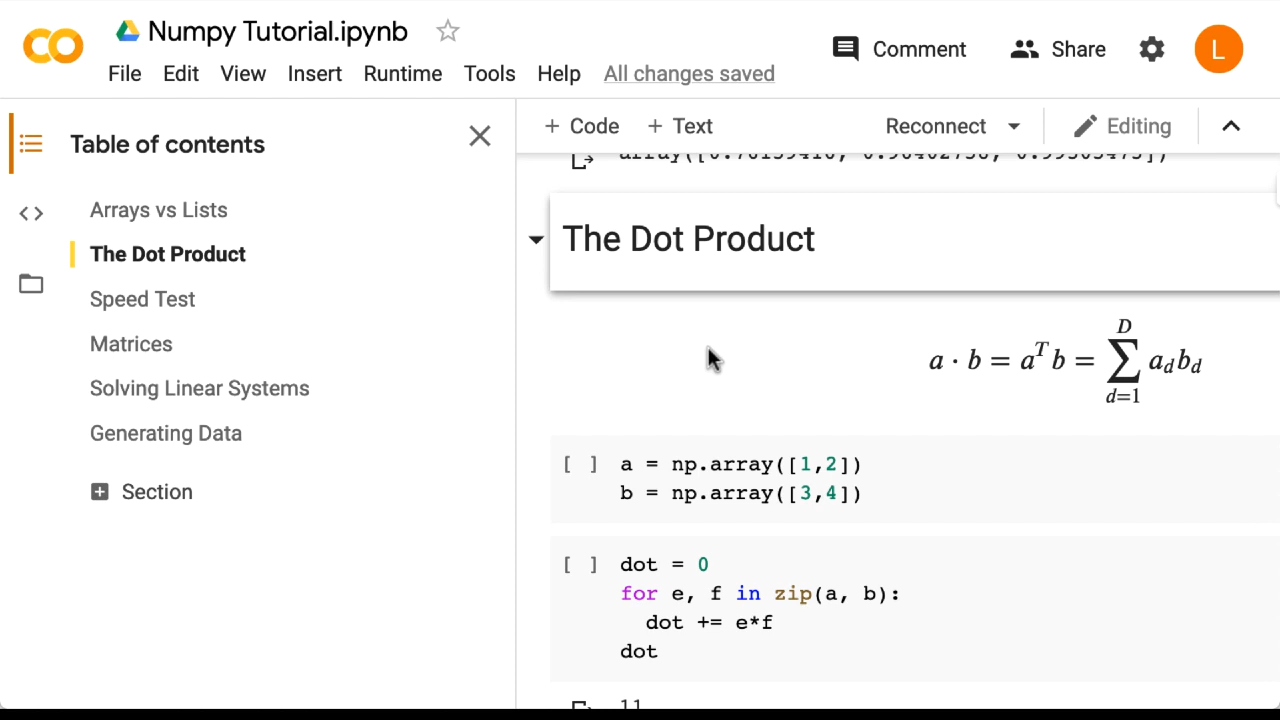 Numpy Tutorial.ipynb
Comment
Share
L
File Edit View Insert Runtime Tools Help All changes saved
Table of contents
+ Code + Text
Reconnect
Editing
Arrays vs Lists
The Dot Product
Speed Test
Matrices
Solving Linear Systems
Generating Data
Section
The Dot Product
a · b = a^T b = ∑_{d=1}^{D} a_d b_d
[ ] a = np.array([1,2])
b = np.array([3,4])
[ ] dot = 0
for e, f in zip(a, b):
  dot += e*f
dot
11